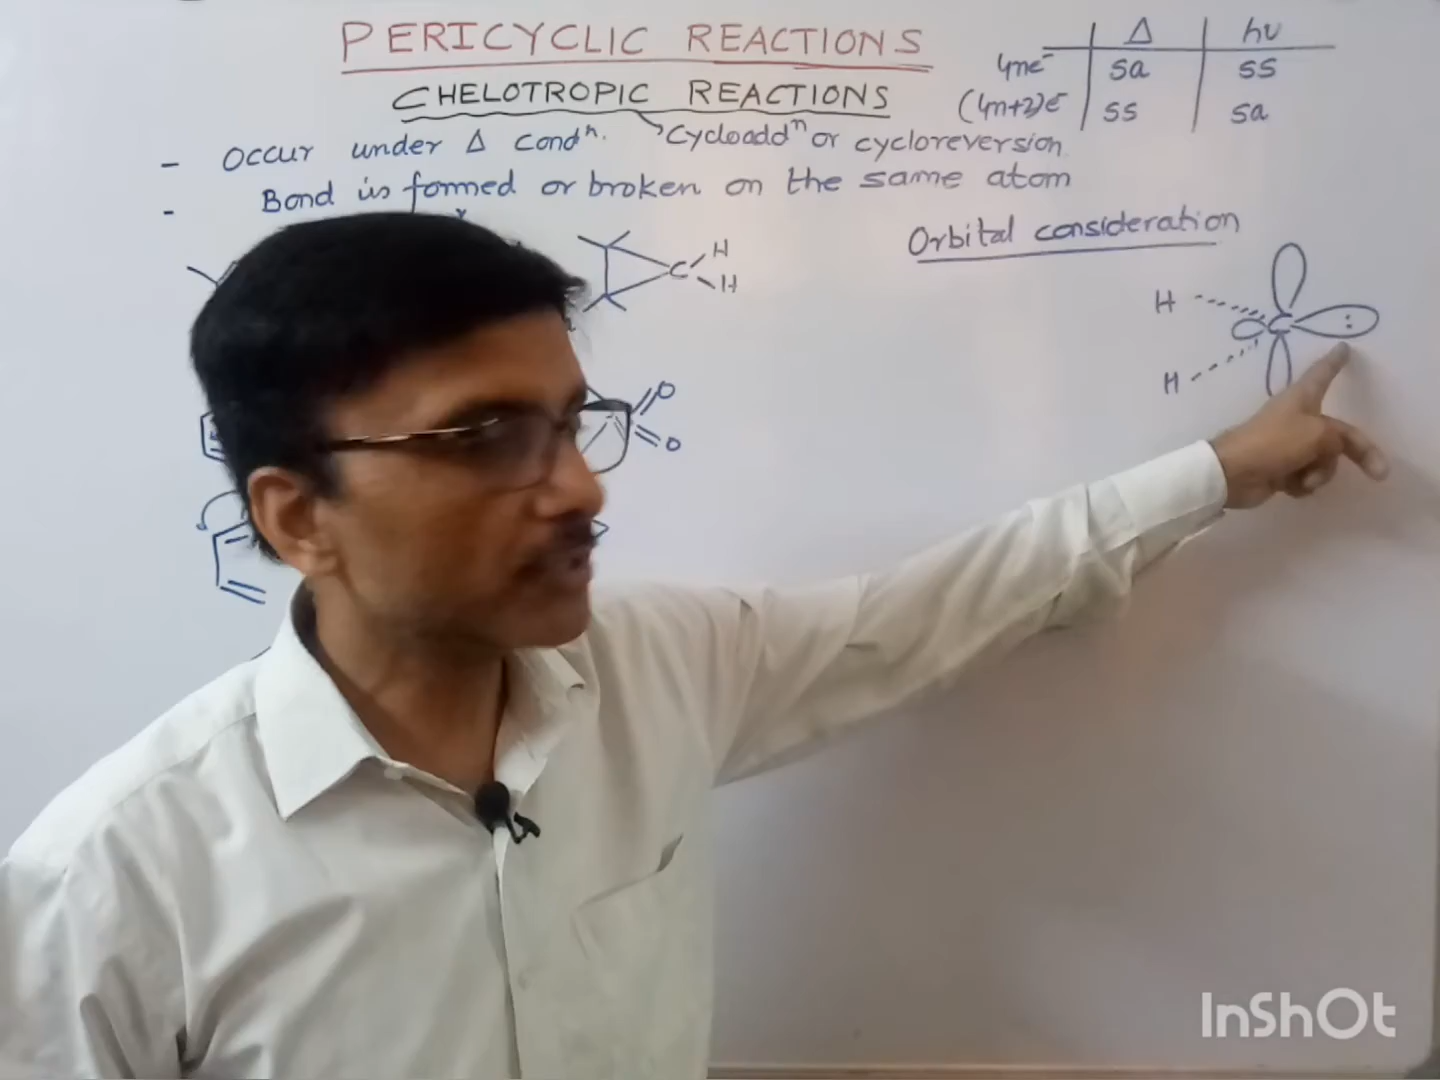 PERICYCLIC REACTIONS
CHELOTROPIC REACTIONS
Δ hν
4ne⁻ sa ss
(4n+2)e⁻ ss sa
- Occur under Δ condⁿ. Cycloaddⁿ or cycloreversion
- Bond is formed or broken on the same atom
Orbital consideration
C H
H
H
C :
H
O
O
InShOt